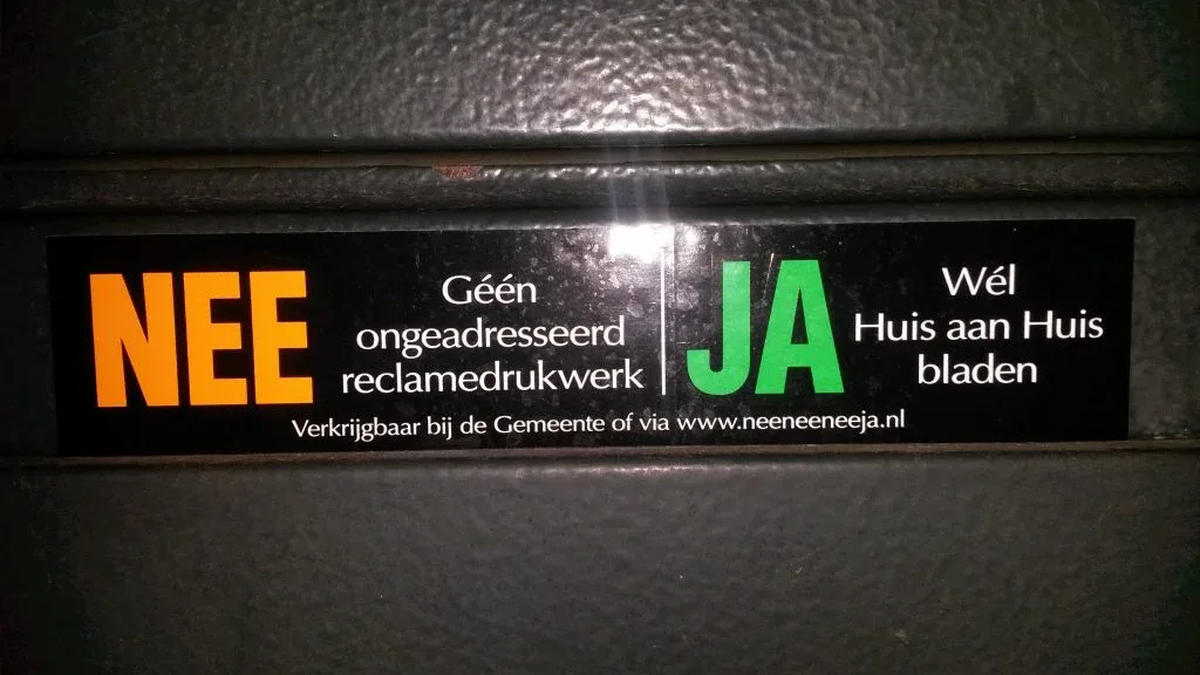 NEE
Géén
ongeadresseerd
reclamedrukwerk
JA
Wél
Huis aan Huis
bladen
Verkrijgbaar bij de Gemeente of via www.neeneeneeja.nl